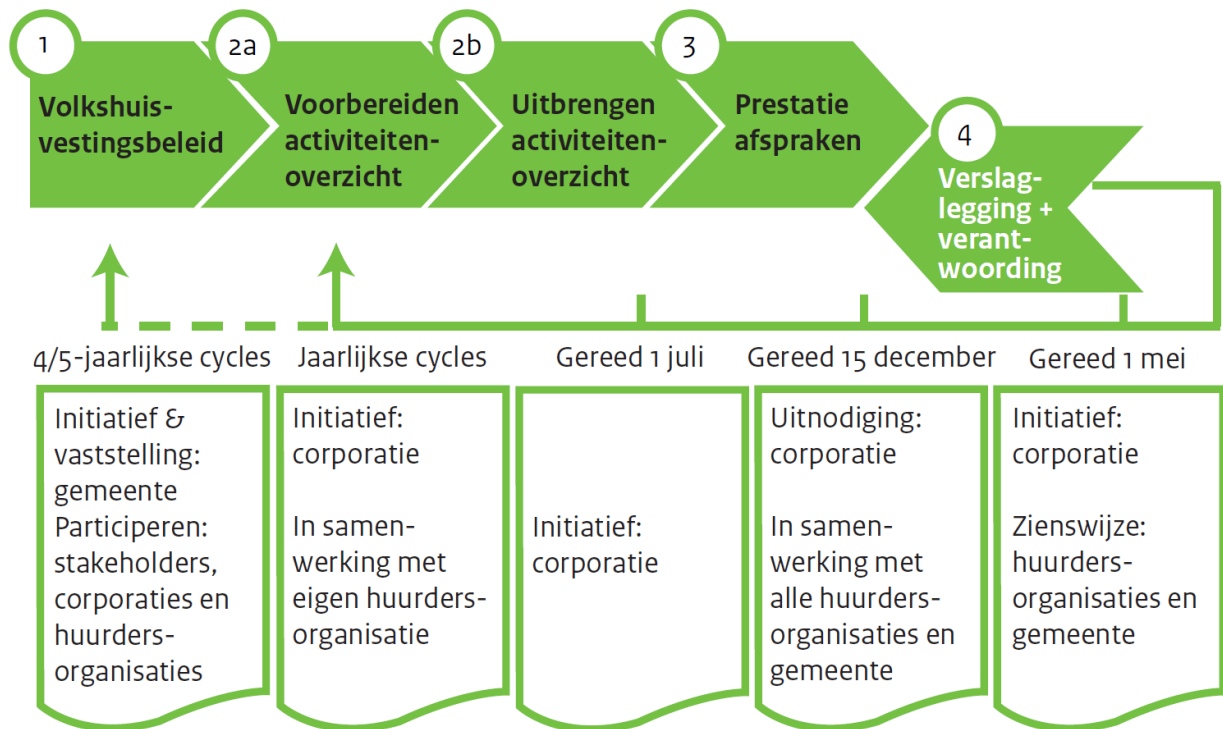 1
Volkshuis-
vestingsbeleid
2a
Voorbereiden
activiteiten-
overzicht
2b
Uitbrengen
activiteiten-
overzicht
3
Prestatie
afspraken
4
Verslag-
legging +
verant-
woording
4/5-jaarlijkse cycles
Initiatief &
vaststelling:
gemeente
Participeren:
stakeholders,
corporaties en
huurders-
organisaties
Jaarlijkse cycles
Initiatief:
corporatie
In samen-
werking met
eigen huurders-
organisatie
Gereed 1 juli
Initiatief:
corporatie
Gereed 15 december
Uitnodiging:
corporatie
In samen-
werking met
alle huurders-
organisaties en
gemeente
Gereed 1 mei
Initiatief:
corporatie
Zienswijze:
huurders-
organisaties en
gemeente